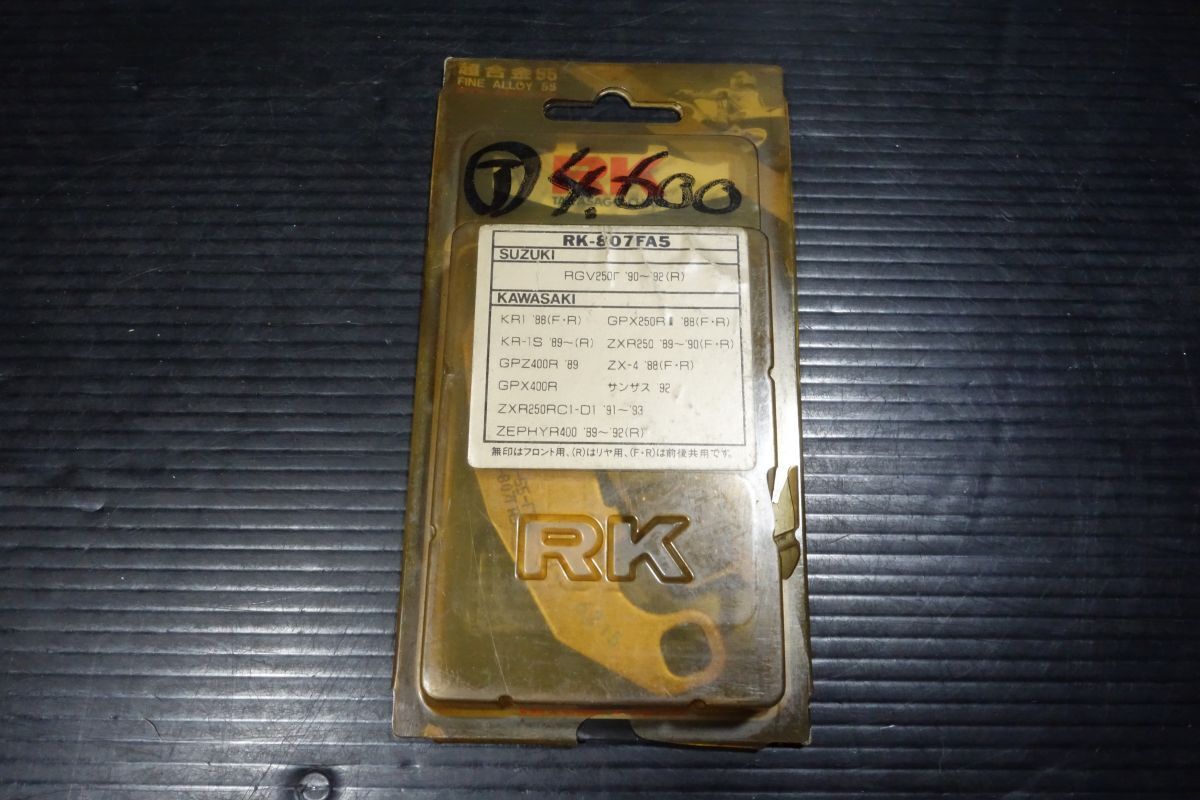 超合金55
FINE ALLOY 55
RK
Ⓣ 4,600
RK-807FA5
SUZUKI
RGV250Γ '90～'92(R)
KAWASAKI
KR1 '88(F・R) GPX250RⅡ '88(F・R)
KR-1S '89～(R) ZXR250 '89～'90(F・R)
GPZ400R '89 ZX-4 '88(F・R)
GPX400R サンザス '92
ZXR250RC1-D1 '91～'93
ZEPHYR400 '89～'92(R)
無印はフロント用、(R)はリヤ用、(F・R)は前後共用です。
RK